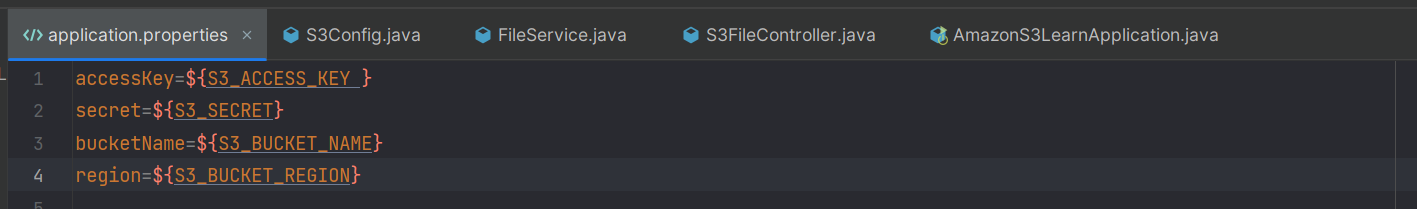 application.properties × S3Config.java FileService.java S3FileController.java AmazonS3LearnApplication.java
1 accessKey=${S3_ACCESS_KEY }
2 secret=${S3_SECRET}
3 bucketName=${S3_BUCKET_NAME}
4 region=${S3_BUCKET_REGION}
5